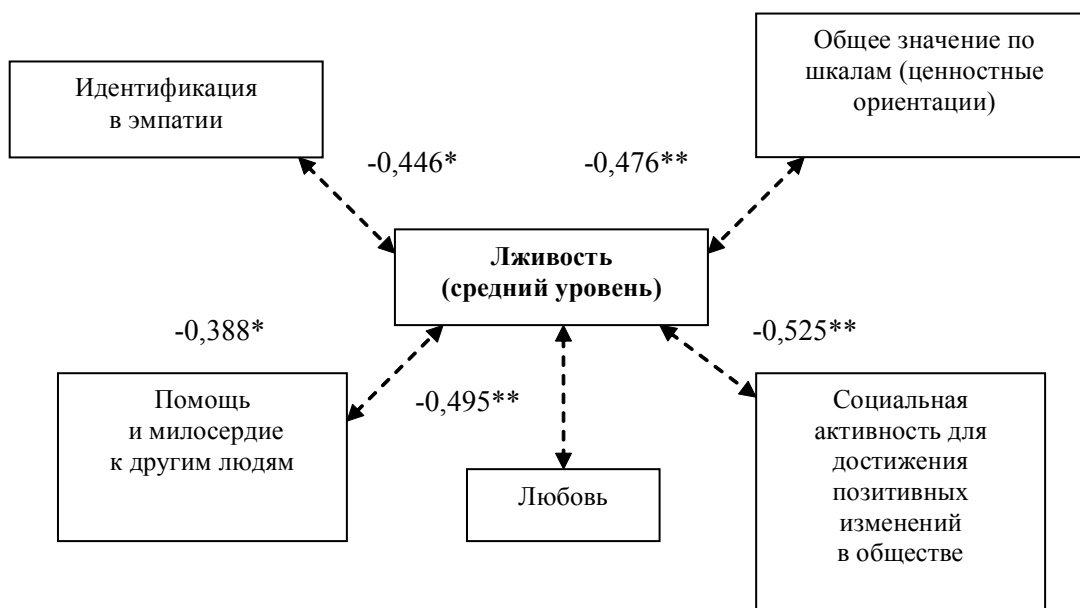 Идентификация
в эмпатии
Общее значение по
шкалам (ценностные
ориентации)
-0,446*
-0,476**
Лживость
(средний уровень)
-0,388*
-0,495**
-0,525**
Помощь
и милосердие
к другим людям
Любовь
Социальная
активность для
достижения
позитивных
изменений
в обществе